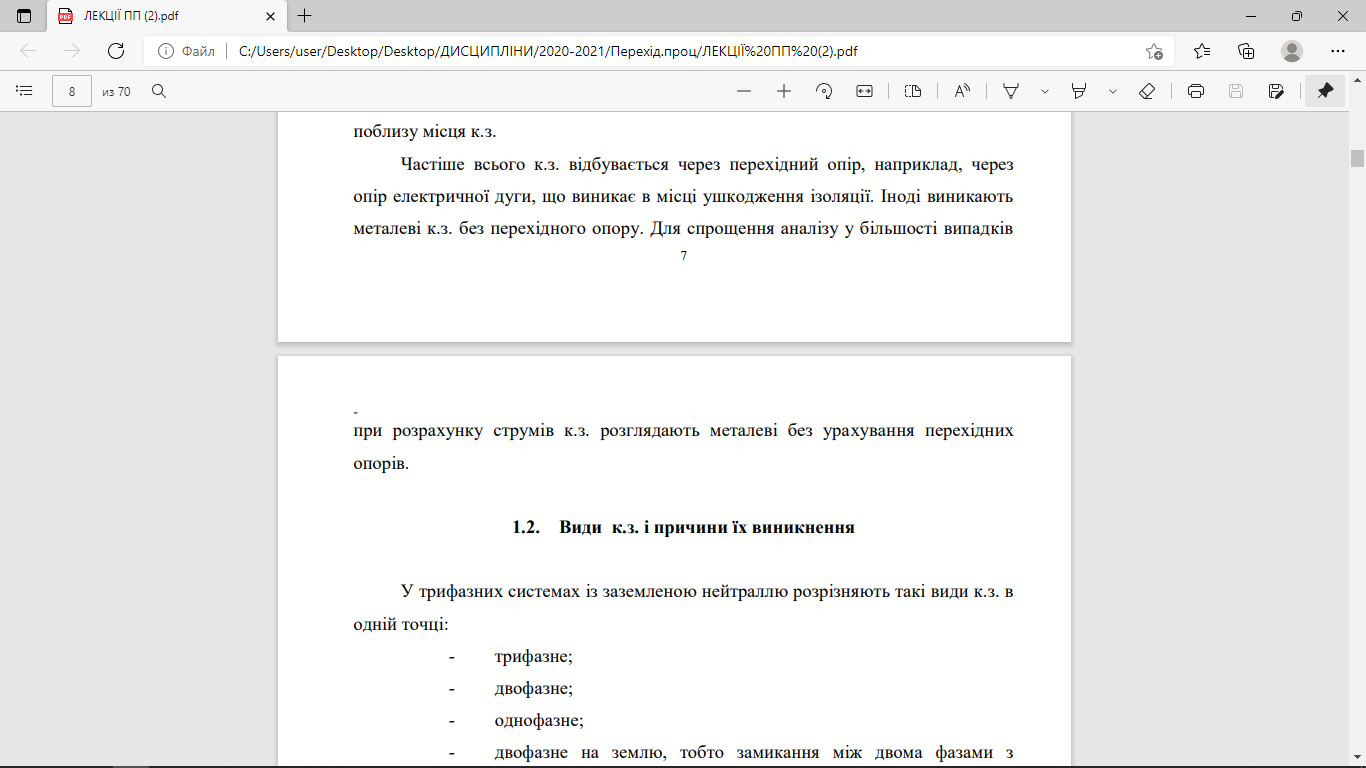 ЛЕКЦІЇ ПП (2).pdf
Файл C:/Users/user/Desktop/Desktop/ДИСЦИПЛІНИ/2020-2021/Перехід.проц/ЛЕКЦІЇ%20ПП%20(2).pdf
8 из 70
поблизу місця к.з.
Частіше всього к.з. відбувається через перехідний опір, наприклад, через
опір електричної дуги, що виникає в місці ушкодження ізоляції. Іноді виникають
металеві к.з. без перехідного опору. Для спрощення аналізу у більшості випадків
7
-
при розрахунку струмів к.з. розглядають металеві без урахування перехідних
опорів.
1.2. Види к.з. і причини їх виникнення
У трифазних системах із заземленою нейтраллю розрізняють такі види к.з. в
одній точці:
- трифазне;
- двофазне;
- однофазне;
- двофазне на землю, тобто замикання між двома фазами з